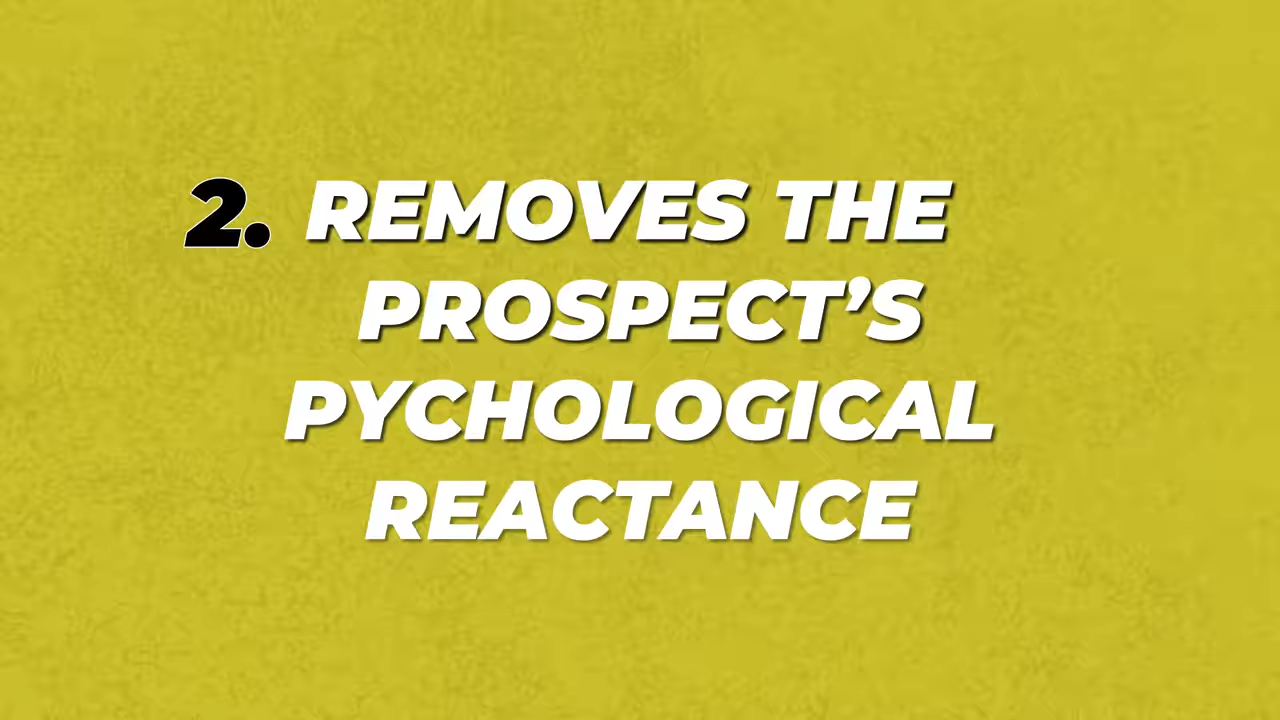 2. REMOVES THE
PROSPECT’S
PYCHOLOGICAL
REACTANCE